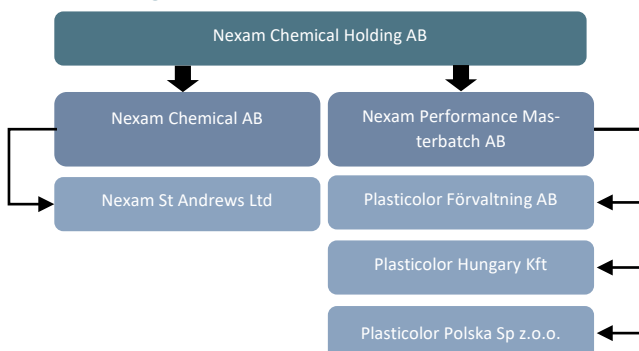 Nexam Chemical Holding AB
Nexam Chemical AB
Nexam Performance Mas-
terbatch AB
Nexam St Andrews Ltd
Plasticolor Förvaltning AB
Plasticolor Hungary Kft
Plasticolor Polska Sp z.o.o.